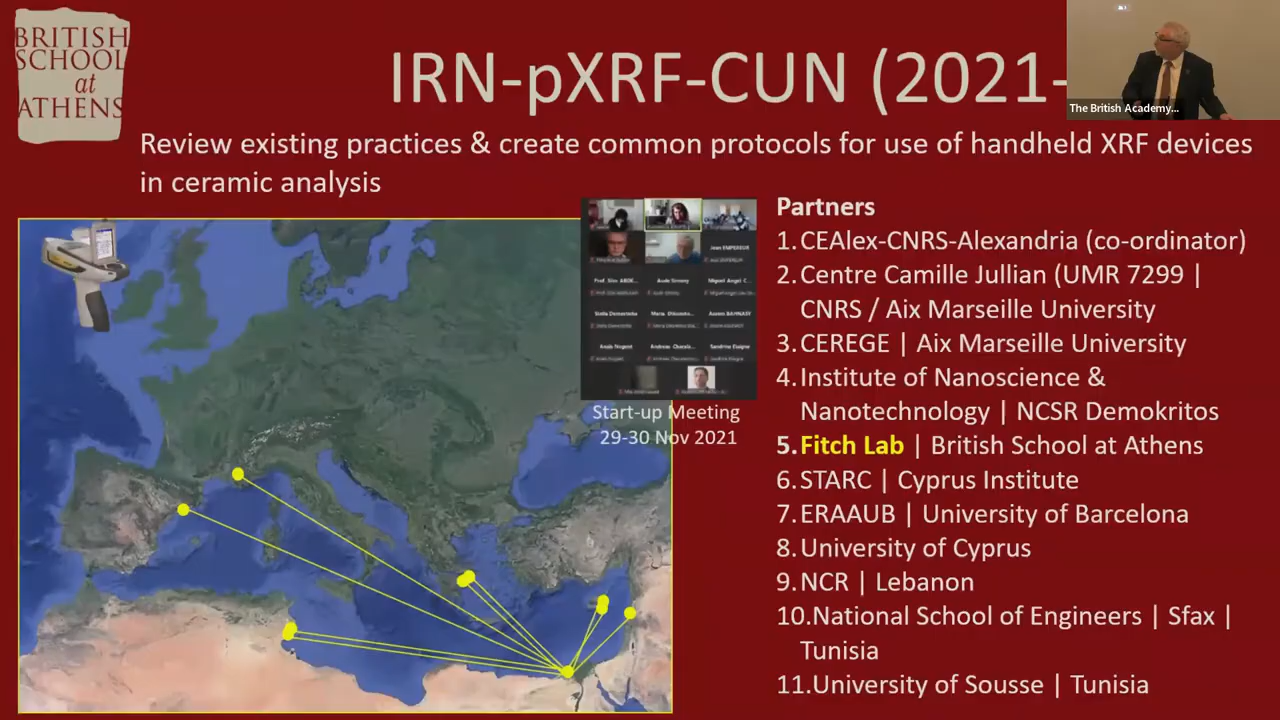 BRITISH
SCHOOL
at
ATHENS
IRN-pXRF-CUN (2021-
The British Academy...
Review existing practices & create common protocols for use of handheld XRF devices
in ceramic analysis
Start-up Meeting
29-30 Nov 2021
Partners
1. CEAlex-CNRS-Alexandria (co-ordinator)
2. Centre Camille Jullian (UMR 7299 |
CNRS / Aix Marseille University
3. CEREGE | Aix Marseille University
4. Institute of Nanoscience &
Nanotechnology | NCSR Demokritos
5. Fitch Lab | British School at Athens
6. STARC | Cyprus Institute
7. ERAAUB | University of Barcelona
8. University of Cyprus
9. NCR | Lebanon
10.National School of Engineers | Sfax |
Tunisia
11.University of Sousse | Tunisia